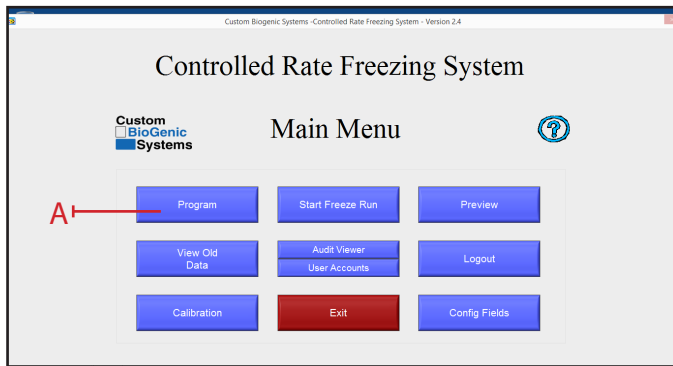 Custom Biogenic Systems -Controlled Rate Freezing System - Version 2.4
Controlled Rate Freezing System
Custom
BioGenic
Systems
Main Menu
?
A
Program
Start Freeze Run
Preview
View Old
Data
Audit Viewer
User Accounts
Logout
Calibration
Exit
Config Fields